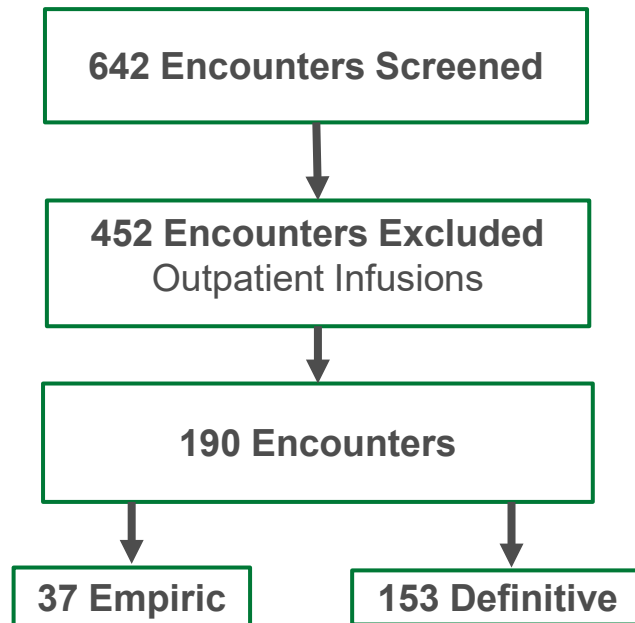 642 Encounters Screened
452 Encounters Excluded
Outpatient Infusions
190 Encounters
37 Empiric
153 Definitive